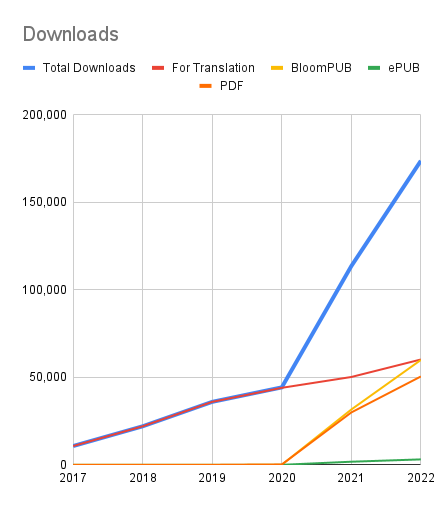 Downloads
Total Downloads For Translation BloomPUB ePUB
PDF
200,000
150,000
100,000
50,000
0
2017 2018 2019 2020 2021 2022